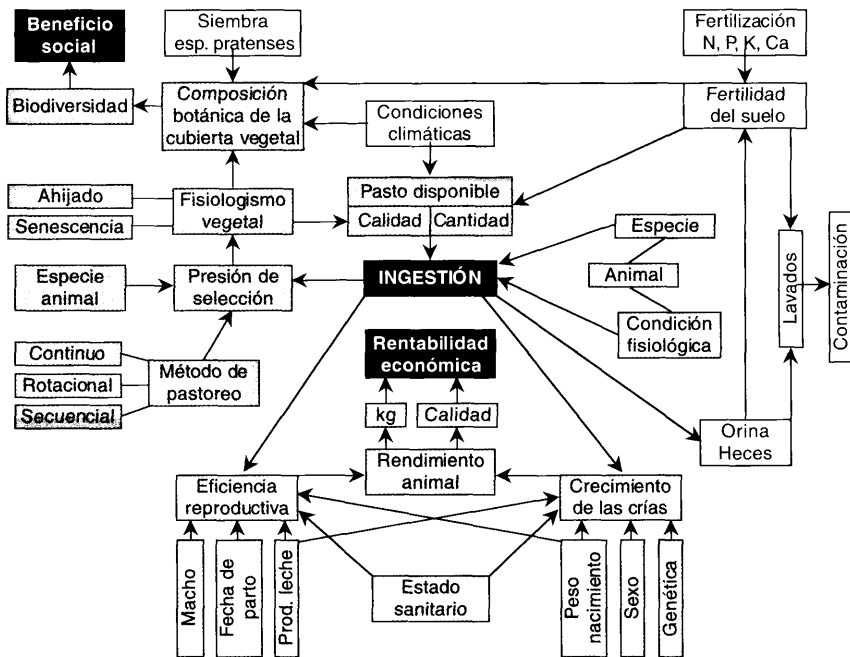 Beneficio
social
Siembra
esp. pratenses
Fertilización
N, P, K, Ca
Biodiversidad
Composición
botánica de la
cubierta vegetal
Condiciones
climáticas
Fertilidad
del suelo
Ahijado
Senescencia
Fisiologismo
vegetal
Pasto disponible
Calidad
Cantidad
Especie
Animal
Condición
fisiológica
Lavados
Contaminación
Especie
animal
Presión de
selección
INGESTIÓN
Continuo
Rotacional
Secuencial
Método de
pastoreo
Rentabilidad
económica
kg
Calidad
Orina
Heces
Eficiencia
reproductiva
Rendimiento
animal
Crecimiento
de las crías
Macho
Fecha de
parto
Prod. leche
Estado
sanitario
Peso
nacimiento
Sexo
Genética